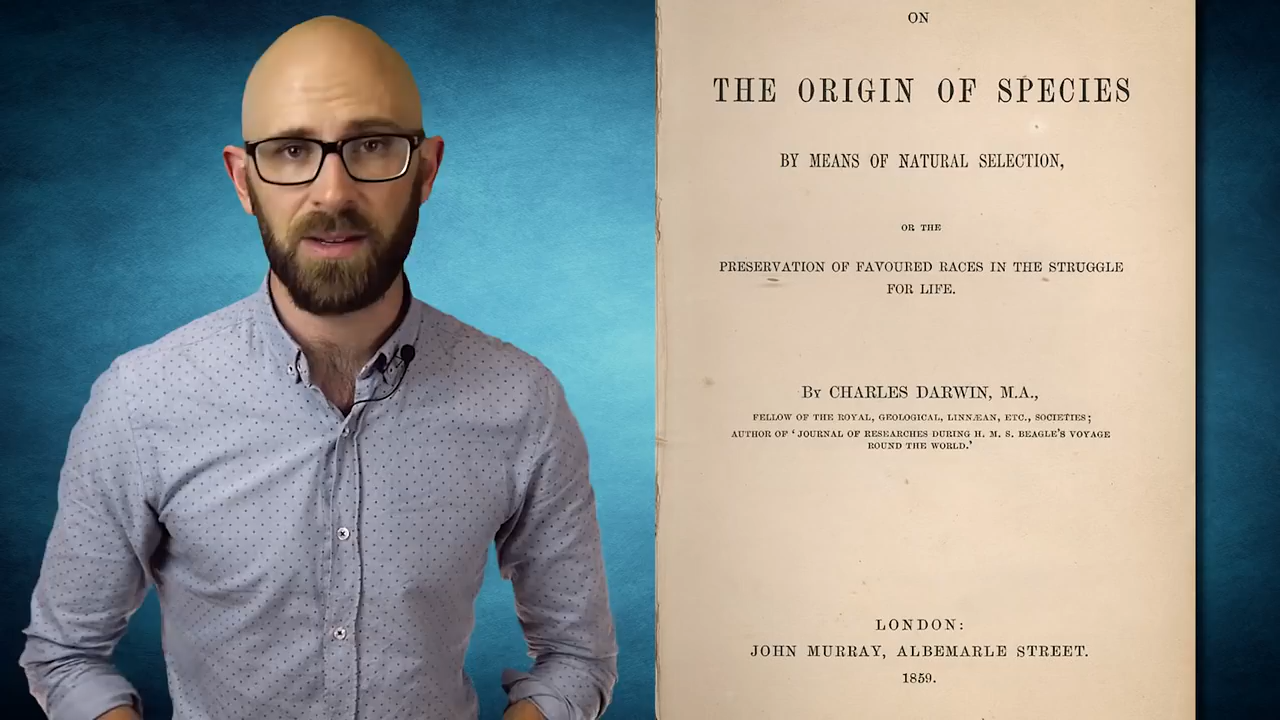 ON
THE ORIGIN OF SPECIES
BY MEANS OF NATURAL SELECTION,
OR THE
PRESERVATION OF FAVOURED RACES IN THE STRUGGLE
FOR LIFE.
BY CHARLES DARWIN, M.A.,
FELLOW OF THE ROYAL, GEOLOGICAL, LINNÆAN, ETC., SOCIETIES;
AUTHOR OF 'JOURNAL OF RESEARCHES DURING H. M. S. BEAGLE'S VOYAGE
ROUND THE WORLD.'
LONDON:
JOHN MURRAY, ALBEMARLE STREET.
1859.